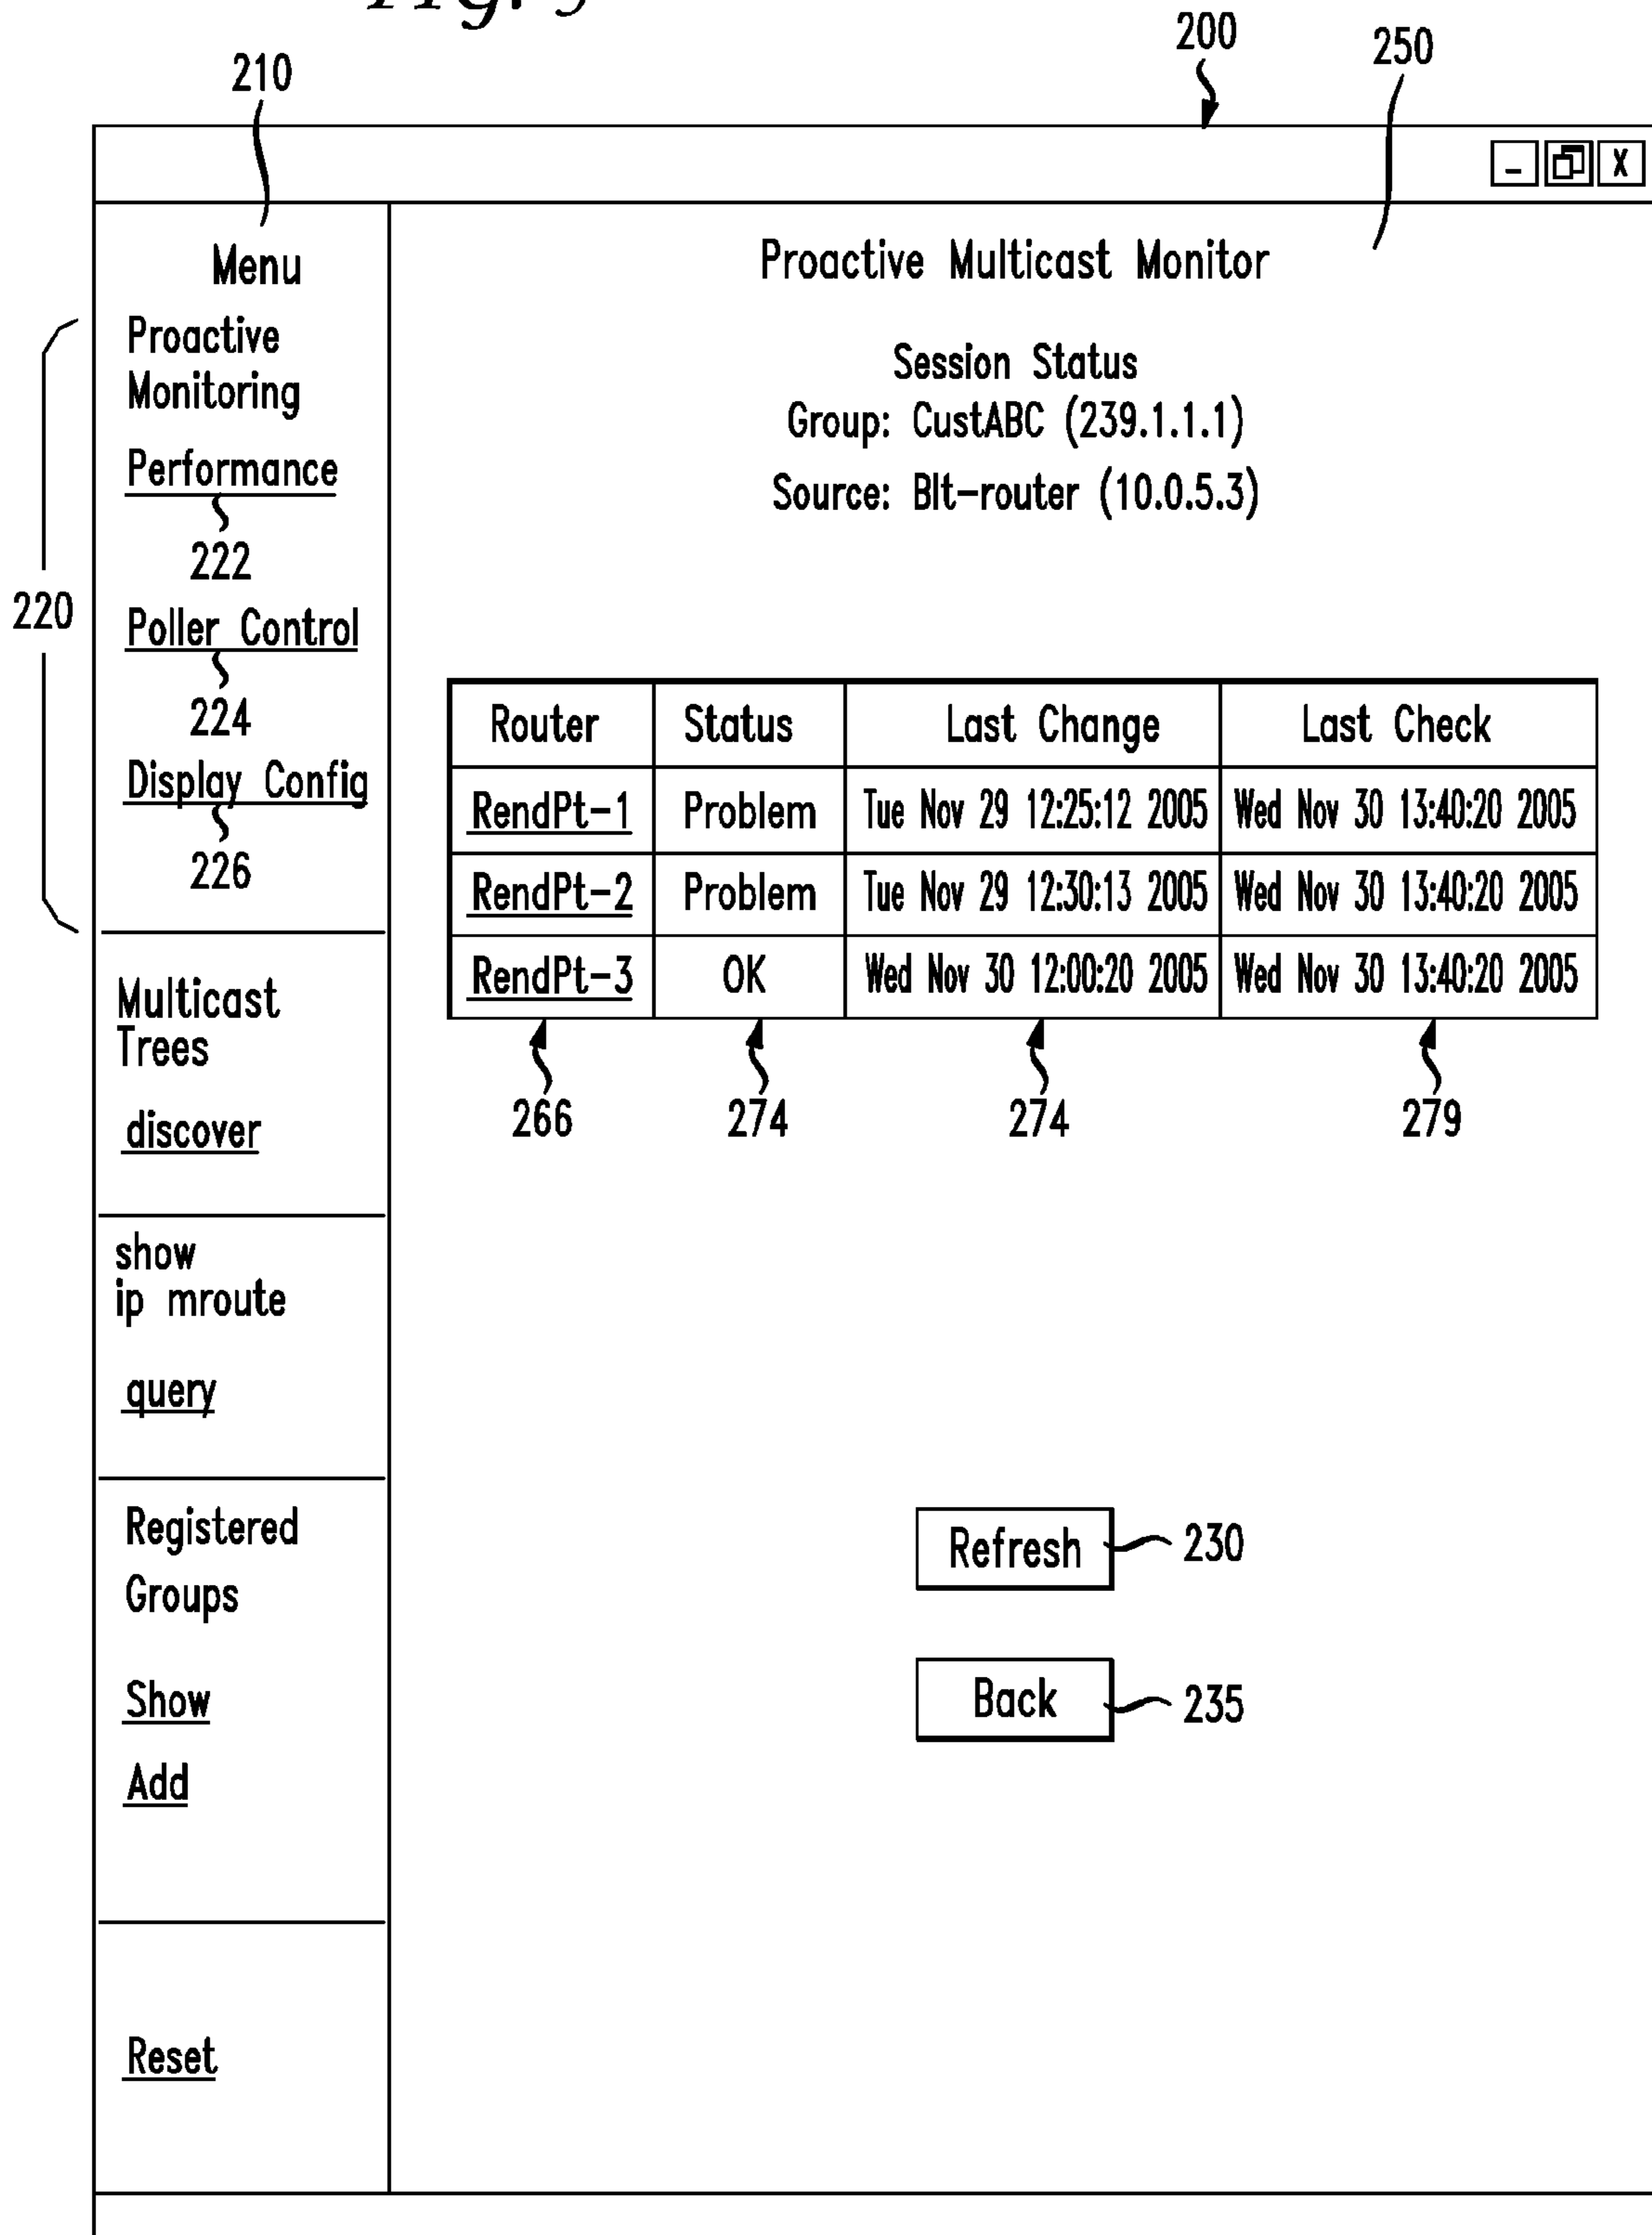 200
250
210
X
Menu
Proactive Multicast Monitor
Proactive
Monitoring
Session Status
Group: CustABC (239.1.1.1)
Source: Blt-router (10.0.5.3)
Performance
222
220
Poller Control
224
Display Config
226
Router Status Last Change Last Check
RendPt-1 Problem Tue Nov 29 12:25:12 2005 Wed Nov 30 13:40:20 2005
RendPt-2 Problem Tue Nov 29 12:30:13 2005 Wed Nov 30 13:40:20 2005
RendPt-3 OK Wed Nov 30 12:00:20 2005 Wed Nov 30 13:40:20 2005
266 274 274 279
Multicast
Trees
discover
show
ip mroute
query
Registered
Groups
Show
Add
Refresh 230
Back 235
Reset